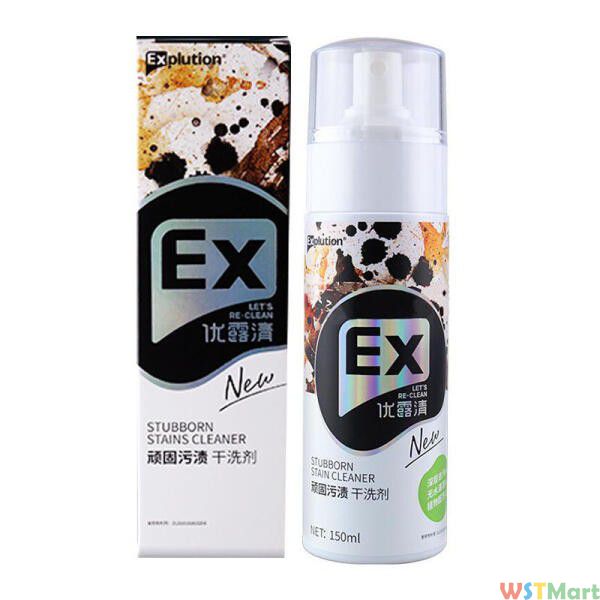 Explution
Ex
LET'S
RE-CLEAN
优露清
New
STUBBORN
STAINS CLEANER
顽固污渍 干洗剂
Explution
Ex
LET'S
RE-CLEAN
优露清
New
STUBBORN
STAIN CLEANER
顽固污渍 干洗剂
NET: 150ml
WSTMart